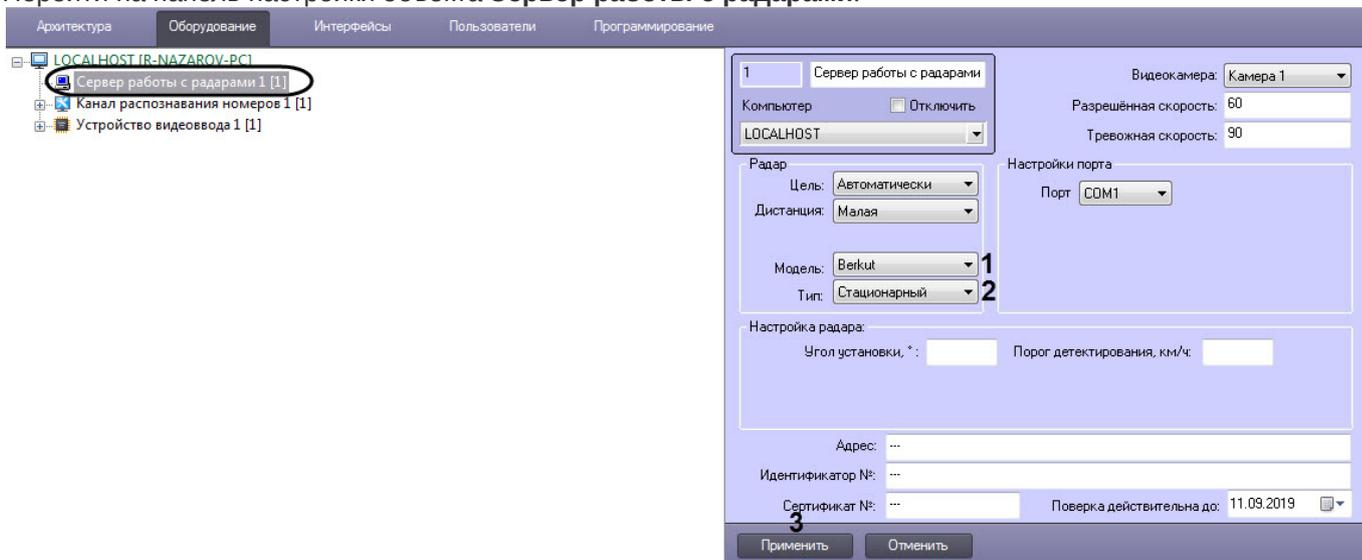 Перейти на панель настройки объекта Сервер работы с радарами.
Архитектура Оборудование Интерфейсы Пользователи Программирование
LOCALHOST [R-NAZAROV-PC]
Сервер работы с радарами 1 [1]
Канал распознавания номеров 1 [1]
Устройство видеоввода 1 [1]
1 Сервер работы с радарами
Компьютер Отключить
LOCALHOST
Видеокамера: Камера 1
Разрешённая скорость: 60
Тревожная скорость: 90
Радар
Цель: Автоматически
Дистанция: Малая
Модель: Berkut 1
Тип: Стационарный 2
Настройки порта
Порт COM1
Настройка радара:
Угол установки, ° : Порог детектирования, км/ч:
Адрес: ---
Идентификатор №: ---
Сертификат №: --- Поверка действительна до: 11.09.2019
3
Применить Отменить